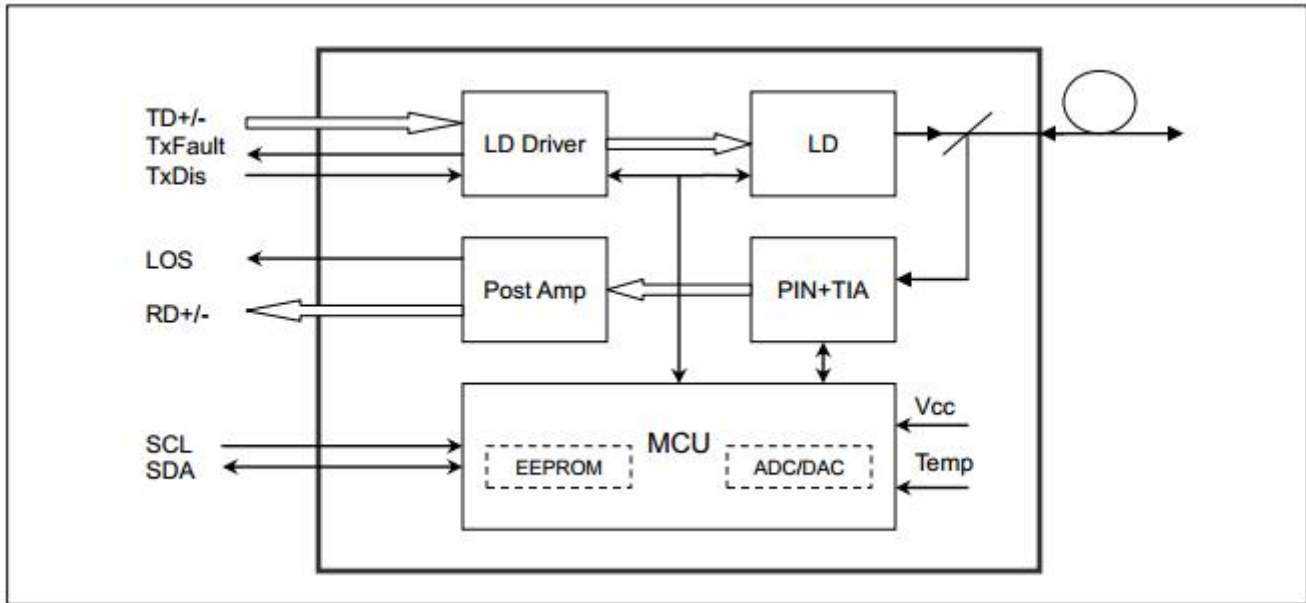 TD+/-
TxFault
TxDis
LD Driver
LD
LOS
RD+/-
Post Amp
PIN+TIA
SCL
SDA
MCU
EEPROM
ADC/DAC
Vcc
Temp